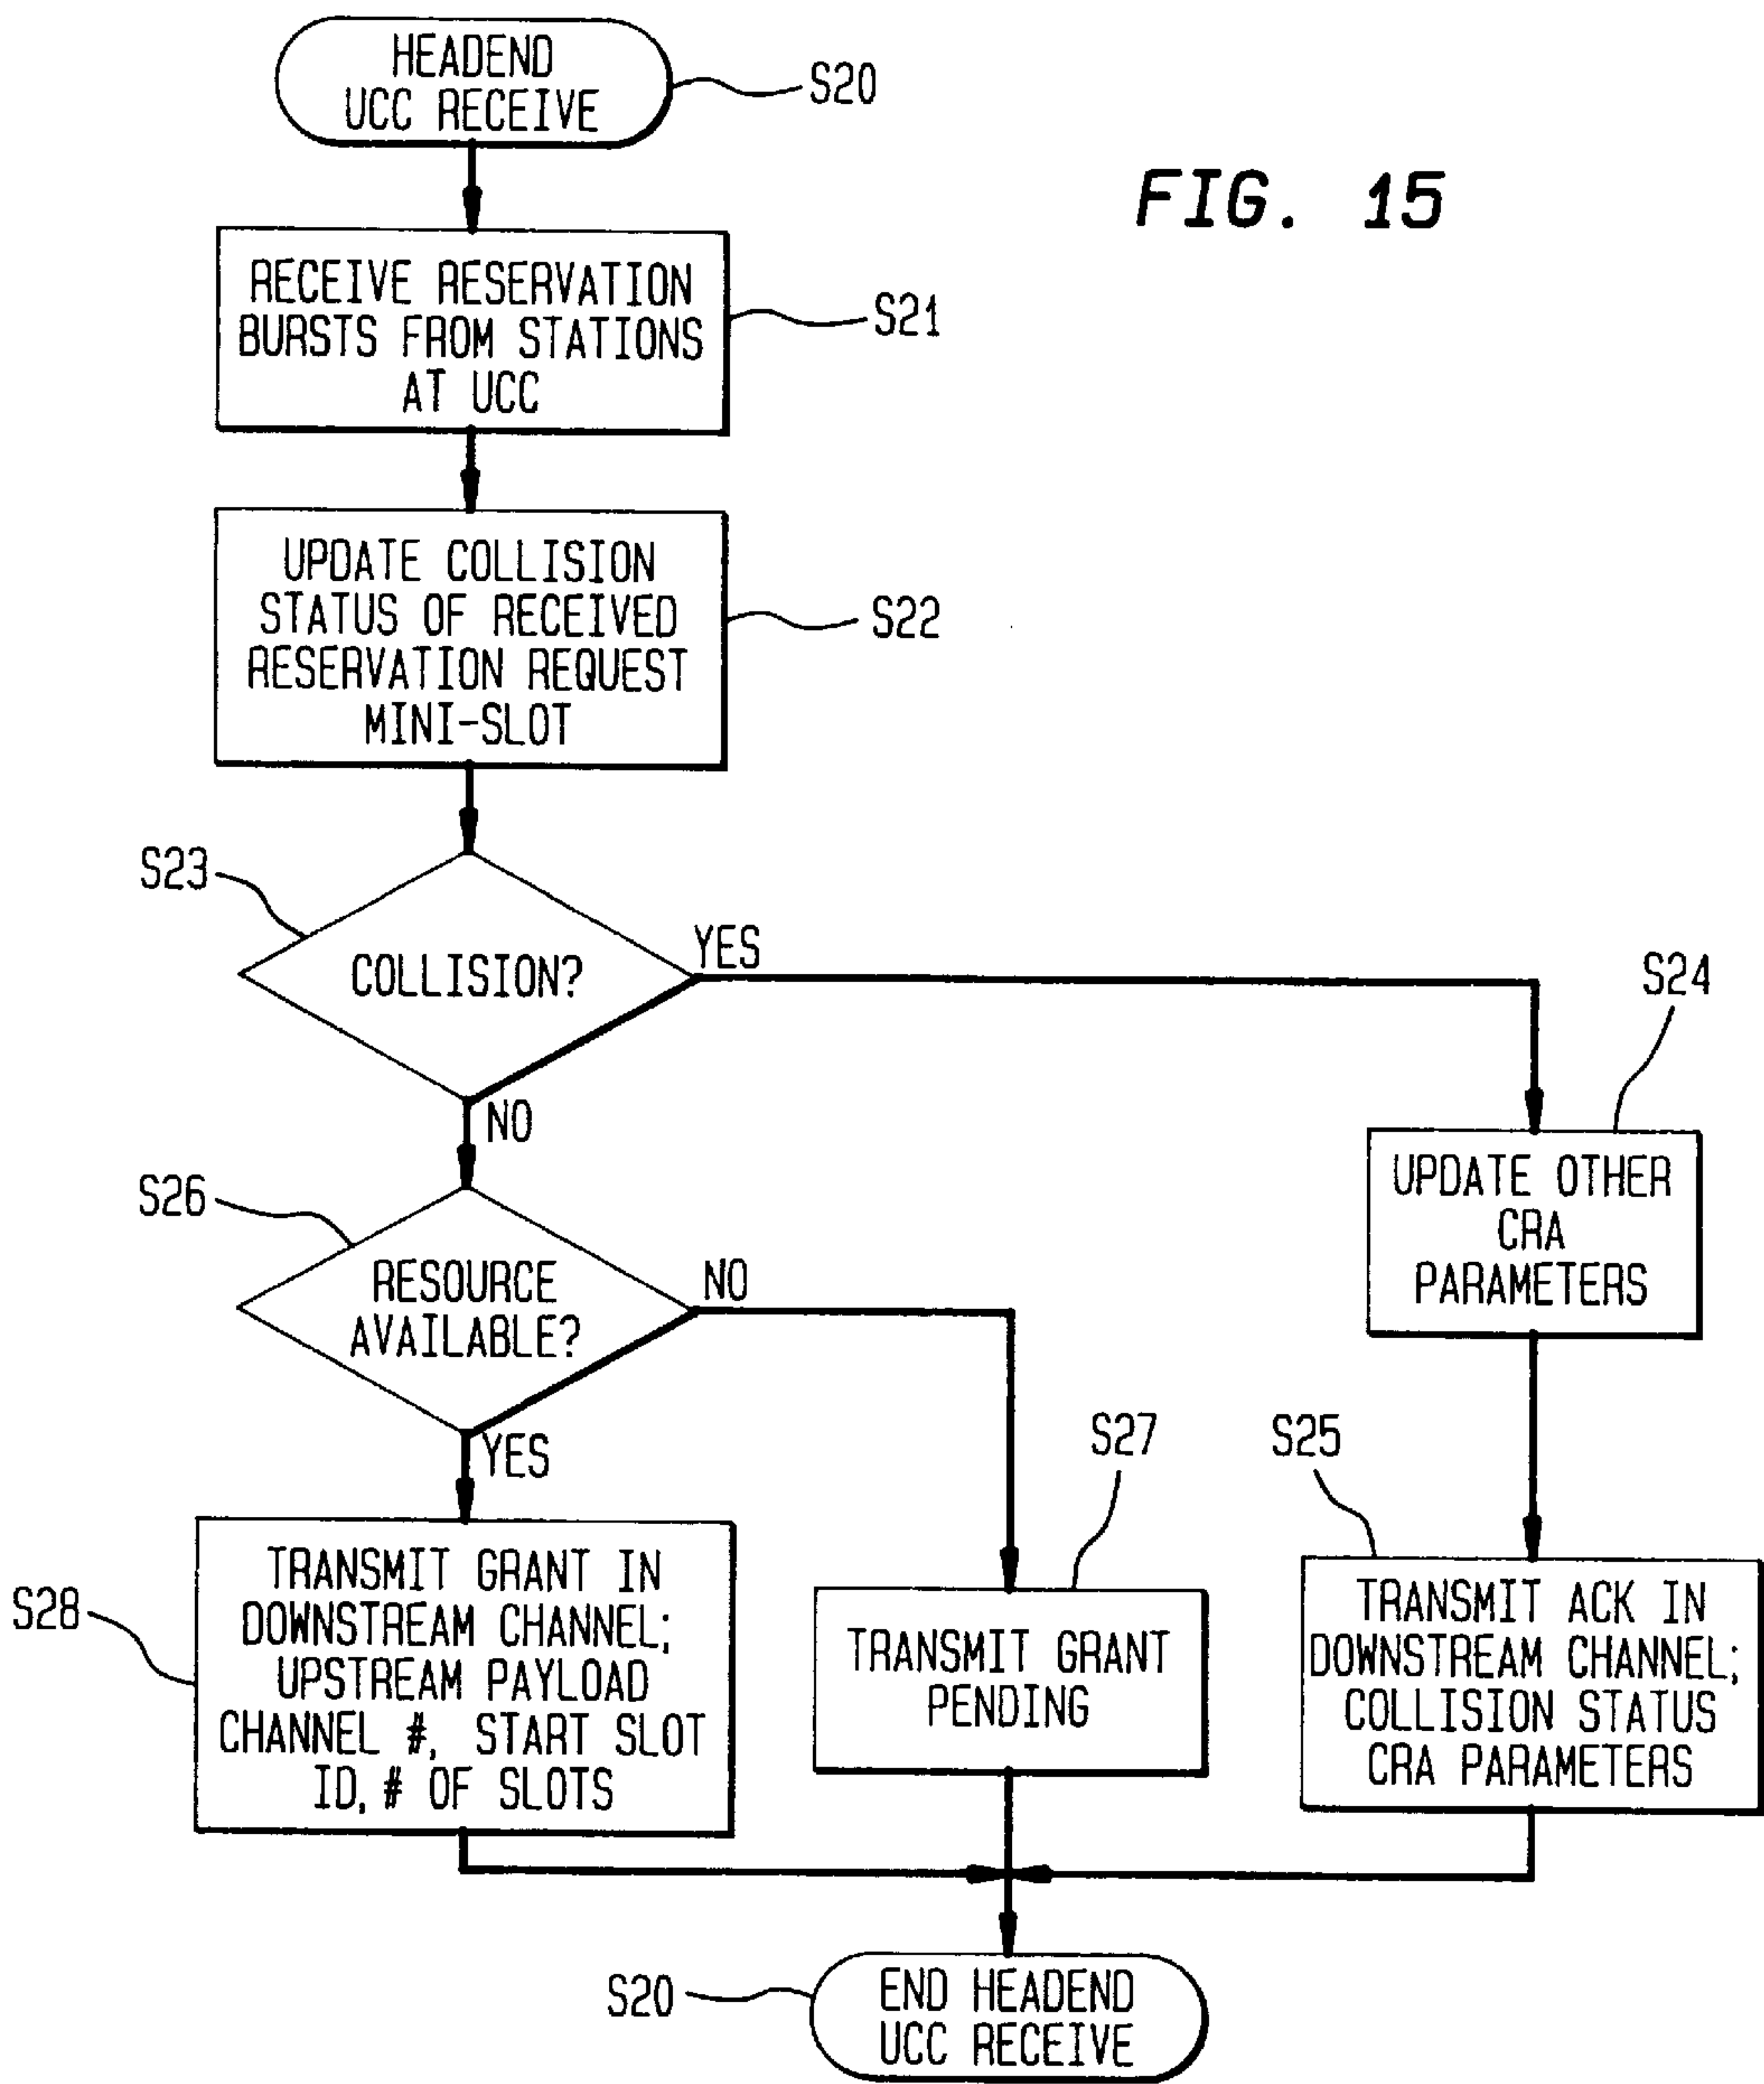 HEADEND
UCC RECEIVE
S20
FIG. 15
RECEIVE RESERVATION
BURSTS FROM STATIONS
AT UCC
S21
UPDATE COLLISION
STATUS OF RECEIVED
RESERVATION REQUEST
MINI-SLOT
S22
S23
COLLISION?
YES
NO
S24
UPDATE OTHER
CRA
PARAMETERS
S26
RESOURCE
AVAILABLE?
NO
YES
S27
S25
S28
TRANSMIT GRANT IN
DOWNSTREAM CHANNEL;
UPSTREAM PAYLOAD
CHANNEL #, START SLOT
ID, # OF SLOTS
TRANSMIT GRANT
PENDING
TRANSMIT ACK IN
DOWNSTREAM CHANNEL;
COLLISION STATUS
CRA PARAMETERS
S20
END HEADEND
UCC RECEIVE